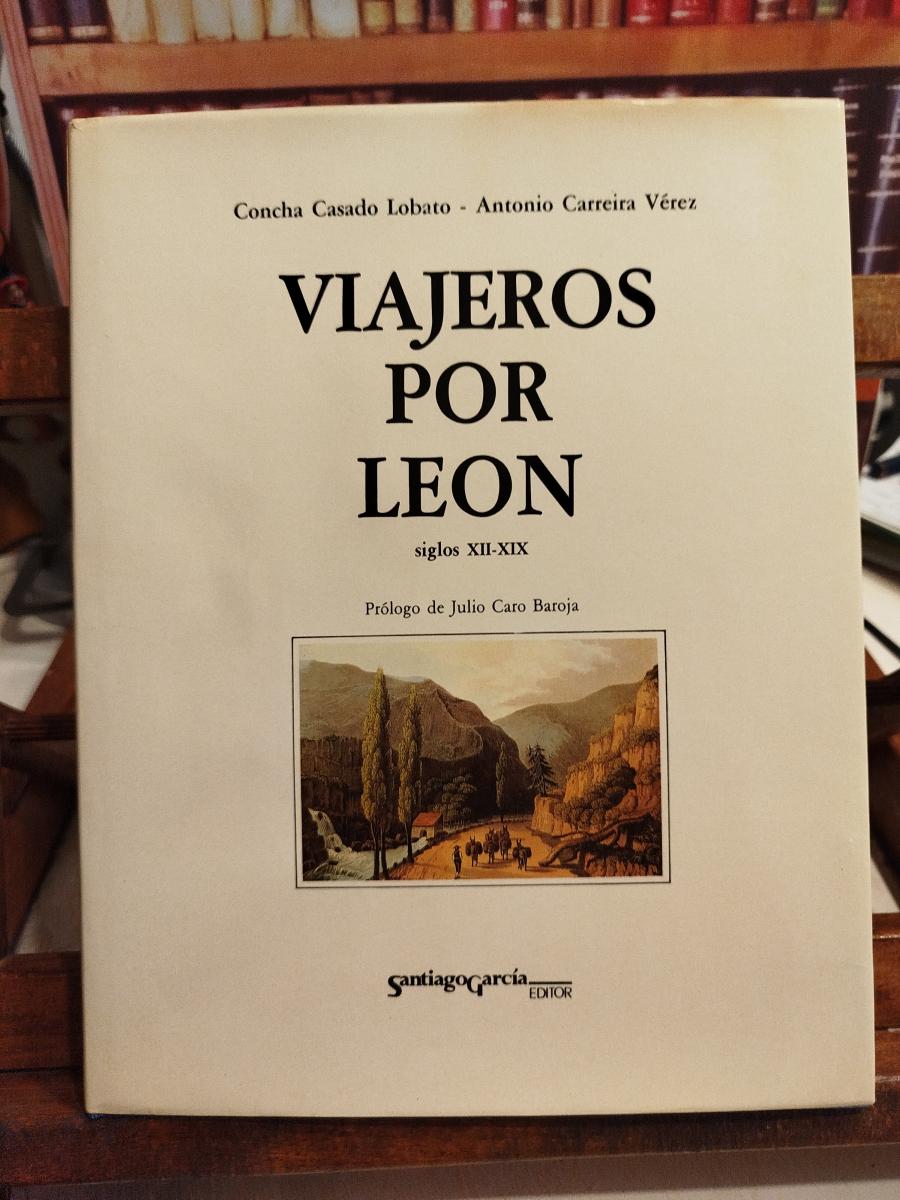 Concha Casado Lobato - Antonio Carreira Vérez
VIAJEROS
POR
LEON
siglos XII-XIX
Prólogo de Julio Caro Baroja
SantiagoGarcía
EDITOR